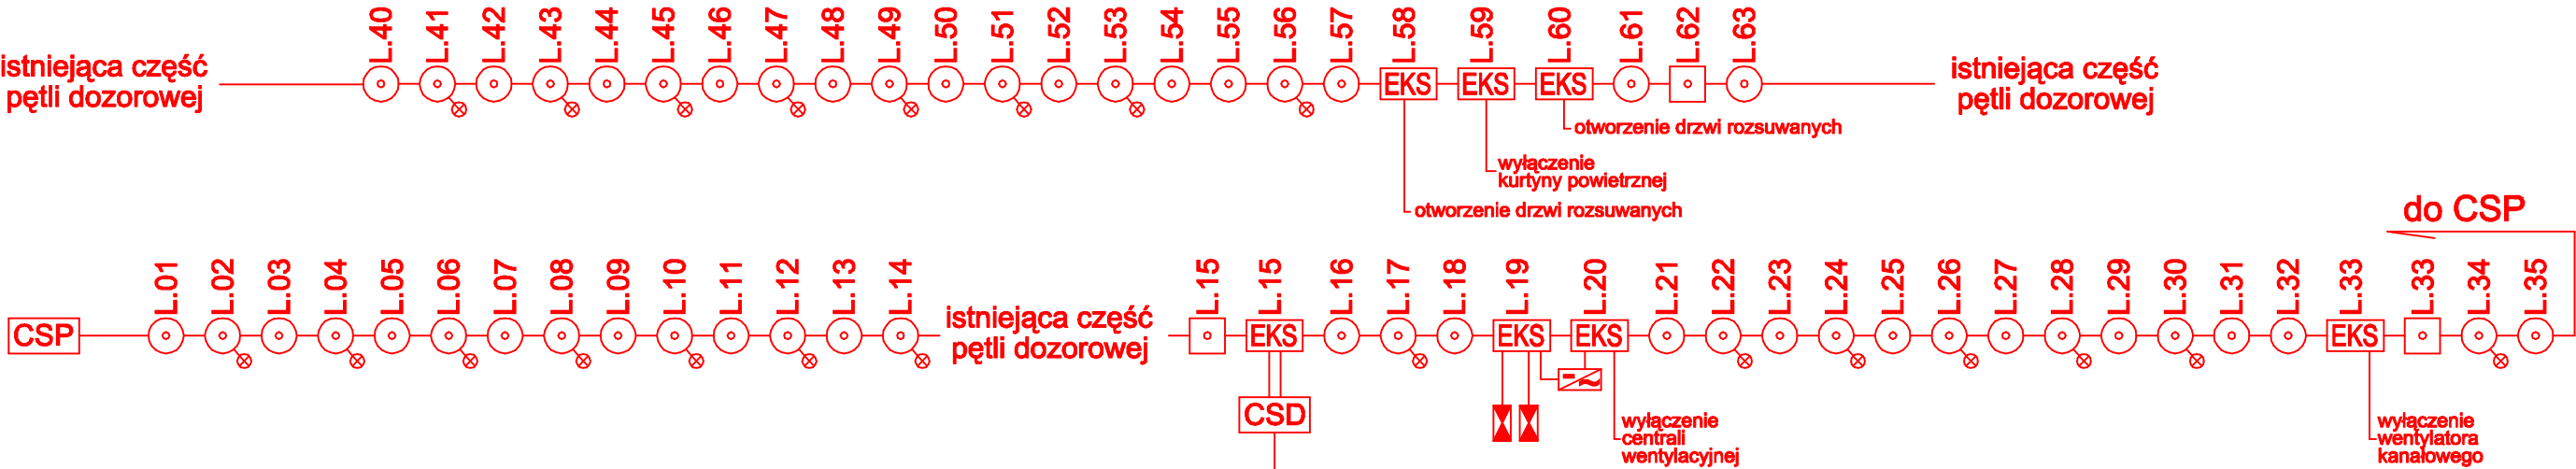 L.40 L.41 L.42 L.43 L.44 L.45 L.46 L.47 L.48 L.49 L.50 L.51 L.52 L.53 L.54 L.55 L.56 L.57 L.58 L.59 L.60 L.61 L.62 L.63
istniejąca część
pętli dozorowej
EKS EKS EKS
istniejąca część
pętli dozorowej
otworzenie drzwi rozsuwanych
wyłączenie
kurtyny powietrznej
otworzenie drzwi rozsuwanych
do CSP
L.01 L.02 L.03 L.04 L.05 L.06 L.07 L.08 L.09 L.10 L.11 L.12 L.13 L.14
L.15 L.15 L.16 L.17 L.18 L.19 L.20 L.21 L.22 L.23 L.24 L.25 L.26 L.27 L.28 L.29 L.30 L.31 L.32 L.33 L.33 L.34 L.35
CSP
istniejąca część
pętli dozorowej
EKS EKS EKS EKS
CSD
wyłączenie
centrali
wentylacyjnej
wyłączenie
wentylatora
kanałowego